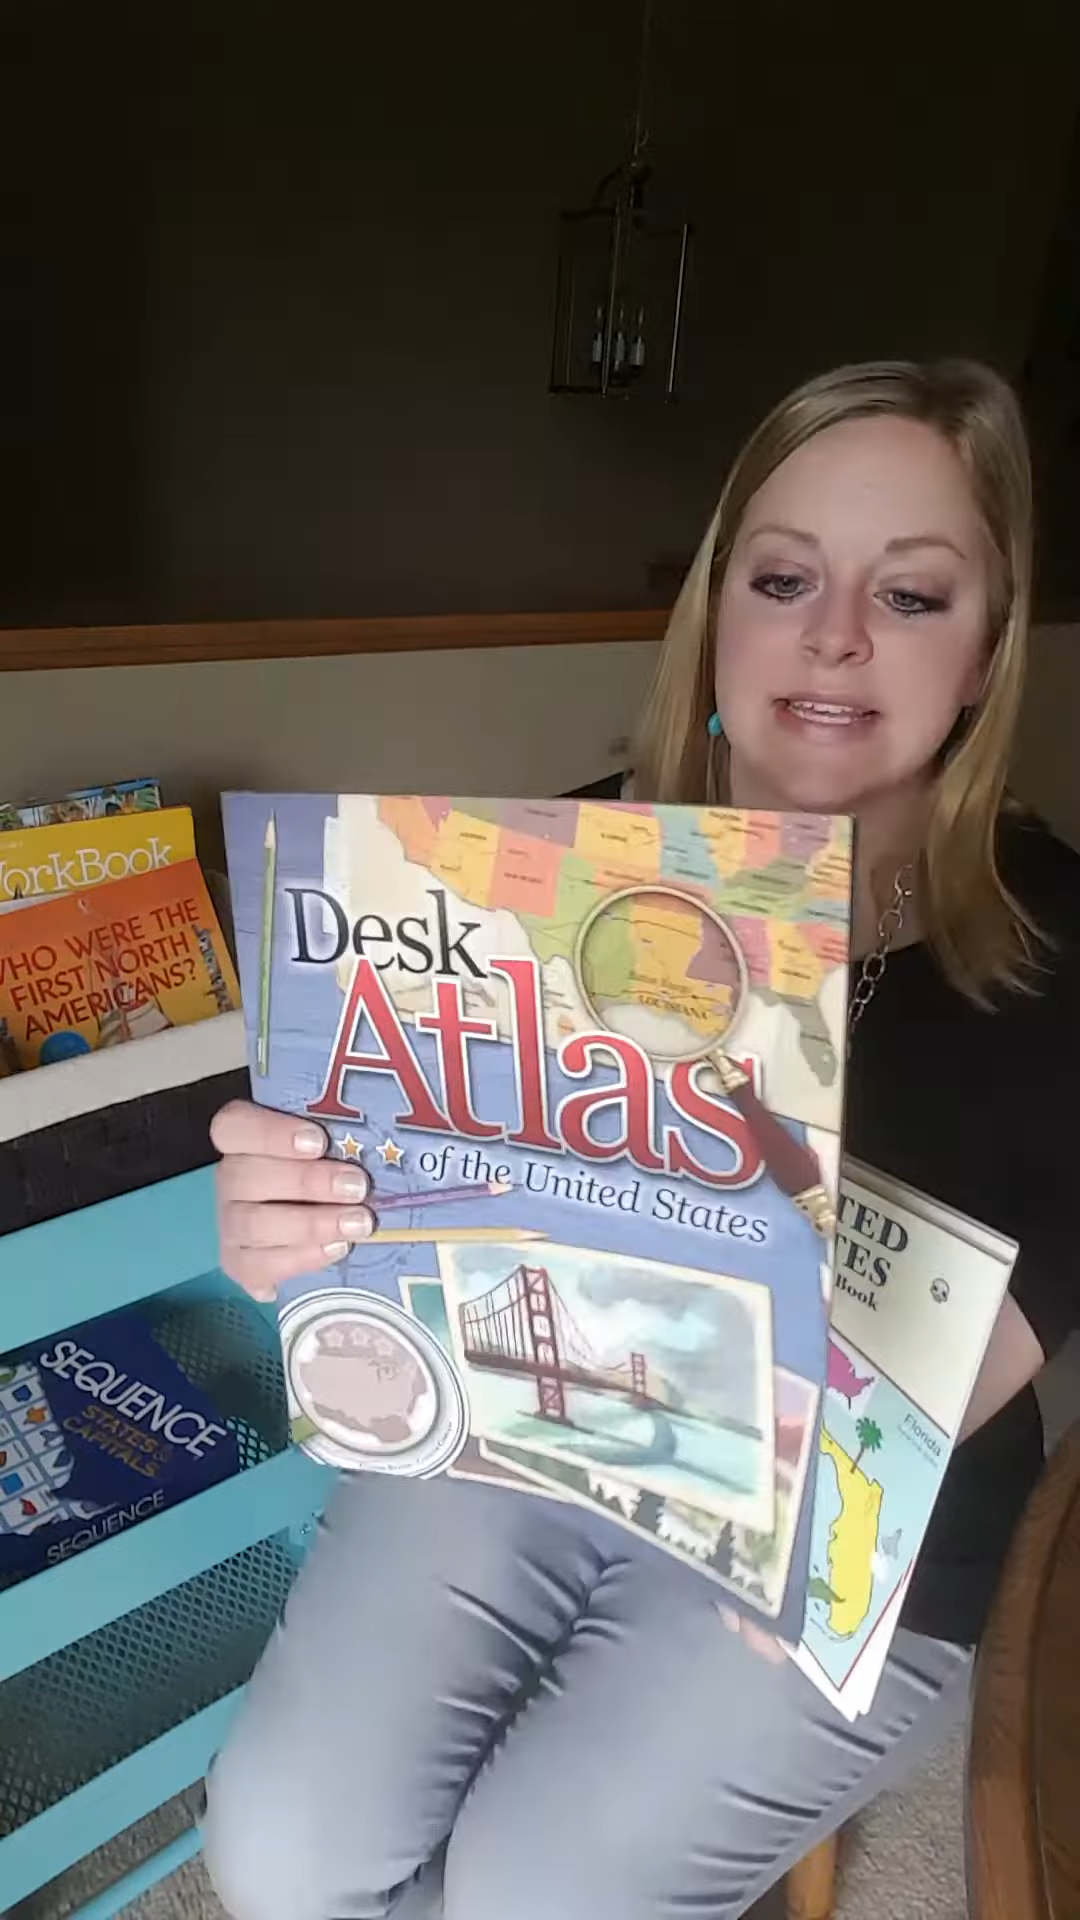 WorkBook
WHO WERE THE
FIRST NORTH
AMERICANS?
Desk
Atlas
of the United States
LOUISIANA
TED
TES
Book
Florida
SEQUENCE
STATES &
CAPITALS
SEQUENCE